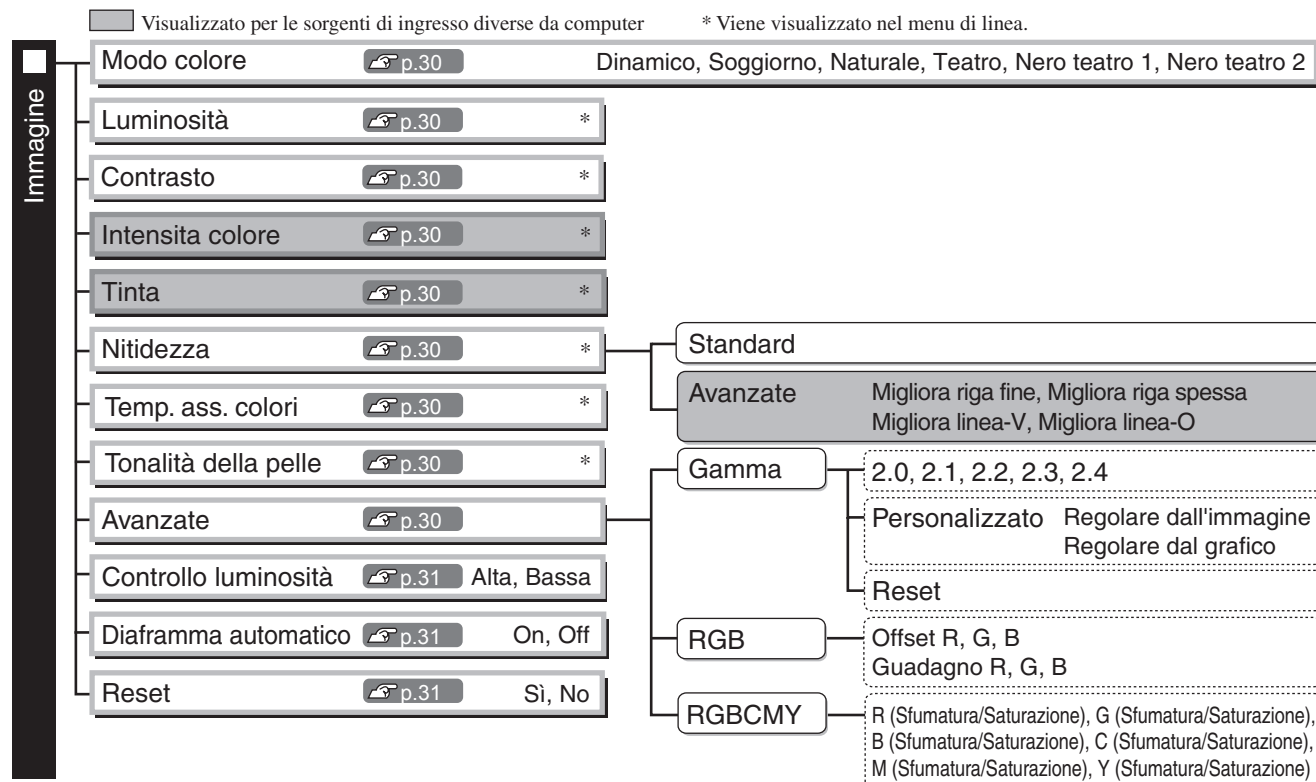 Visualizzato per le sorgenti di ingresso diverse da computer * Viene visualizzato nel menu di linea.
Immagine
Modo colore p.30 Dinamico, Soggiorno, Naturale, Teatro, Nero teatro 1, Nero teatro 2
Luminosità p.30 *
Contrasto p.30 *
Intensita colore p.30 *
Tinta p.30 *
Nitidezza p.30 *
Standard
Avanzate Migliora riga fine, Migliora riga spessa
Migliora linea-V, Migliora linea-O
Temp. ass. colori p.30 *
Tonalità della pelle p.30 *
Avanzate p.30
Gamma 2.0, 2.1, 2.2, 2.3, 2.4
Personalizzato Regolare dall'immagine
Regolare dal grafico
Reset
RGB Offset R, G, B
Guadagno R, G, B
RGBCMY R (Sfumatura/Saturazione), G (Sfumatura/Saturazione),
B (Sfumatura/Saturazione), C (Sfumatura/Saturazione),
M (Sfumatura/Saturazione), Y (Sfumatura/Saturazione)
Controllo luminosità p.31 Alta, Bassa
Diaframma automatico p.31 On, Off
Reset p.31 Sì, No